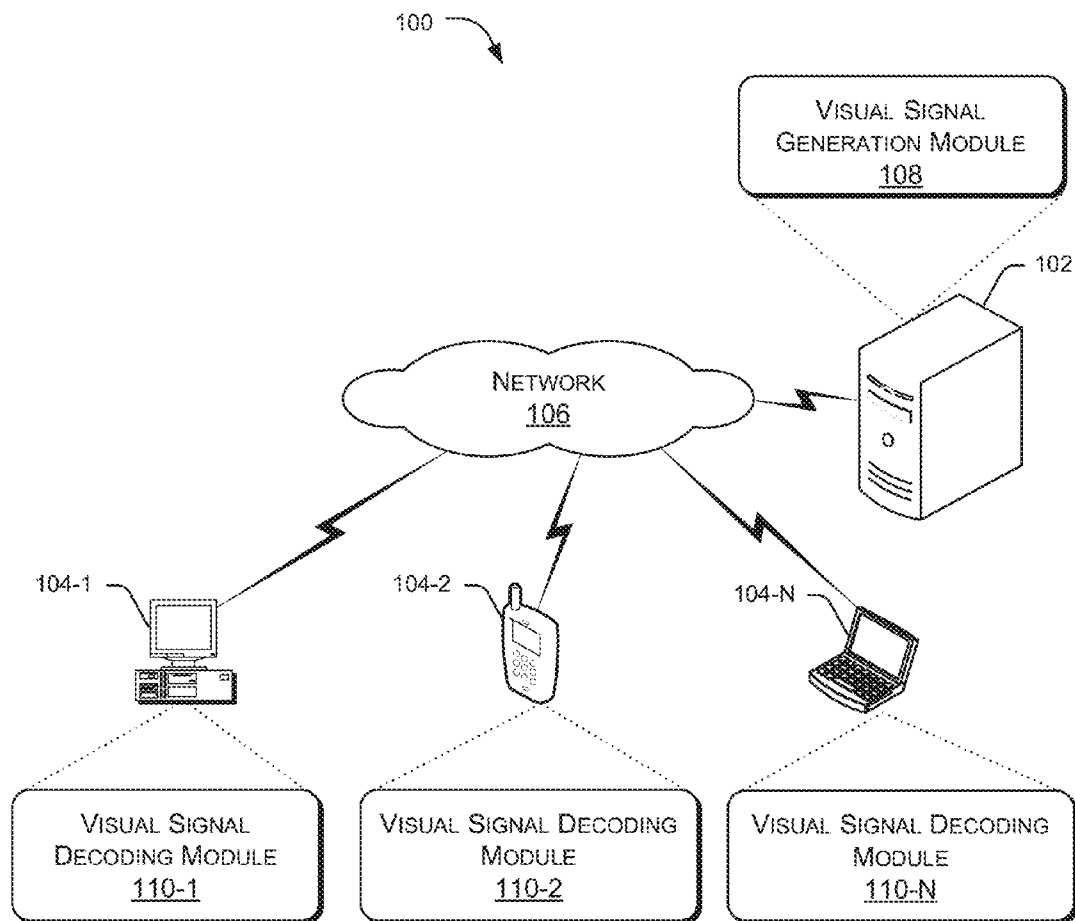 100
VISUAL SIGNAL
GENERATION MODULE
108
102
NETWORK
106
104-1
104-2
104-N
VISUAL SIGNAL
DECODING MODULE
110-1
VISUAL SIGNAL DECODING
MODULE
110-2
VISUAL SIGNAL DECODING
MODULE
110-N